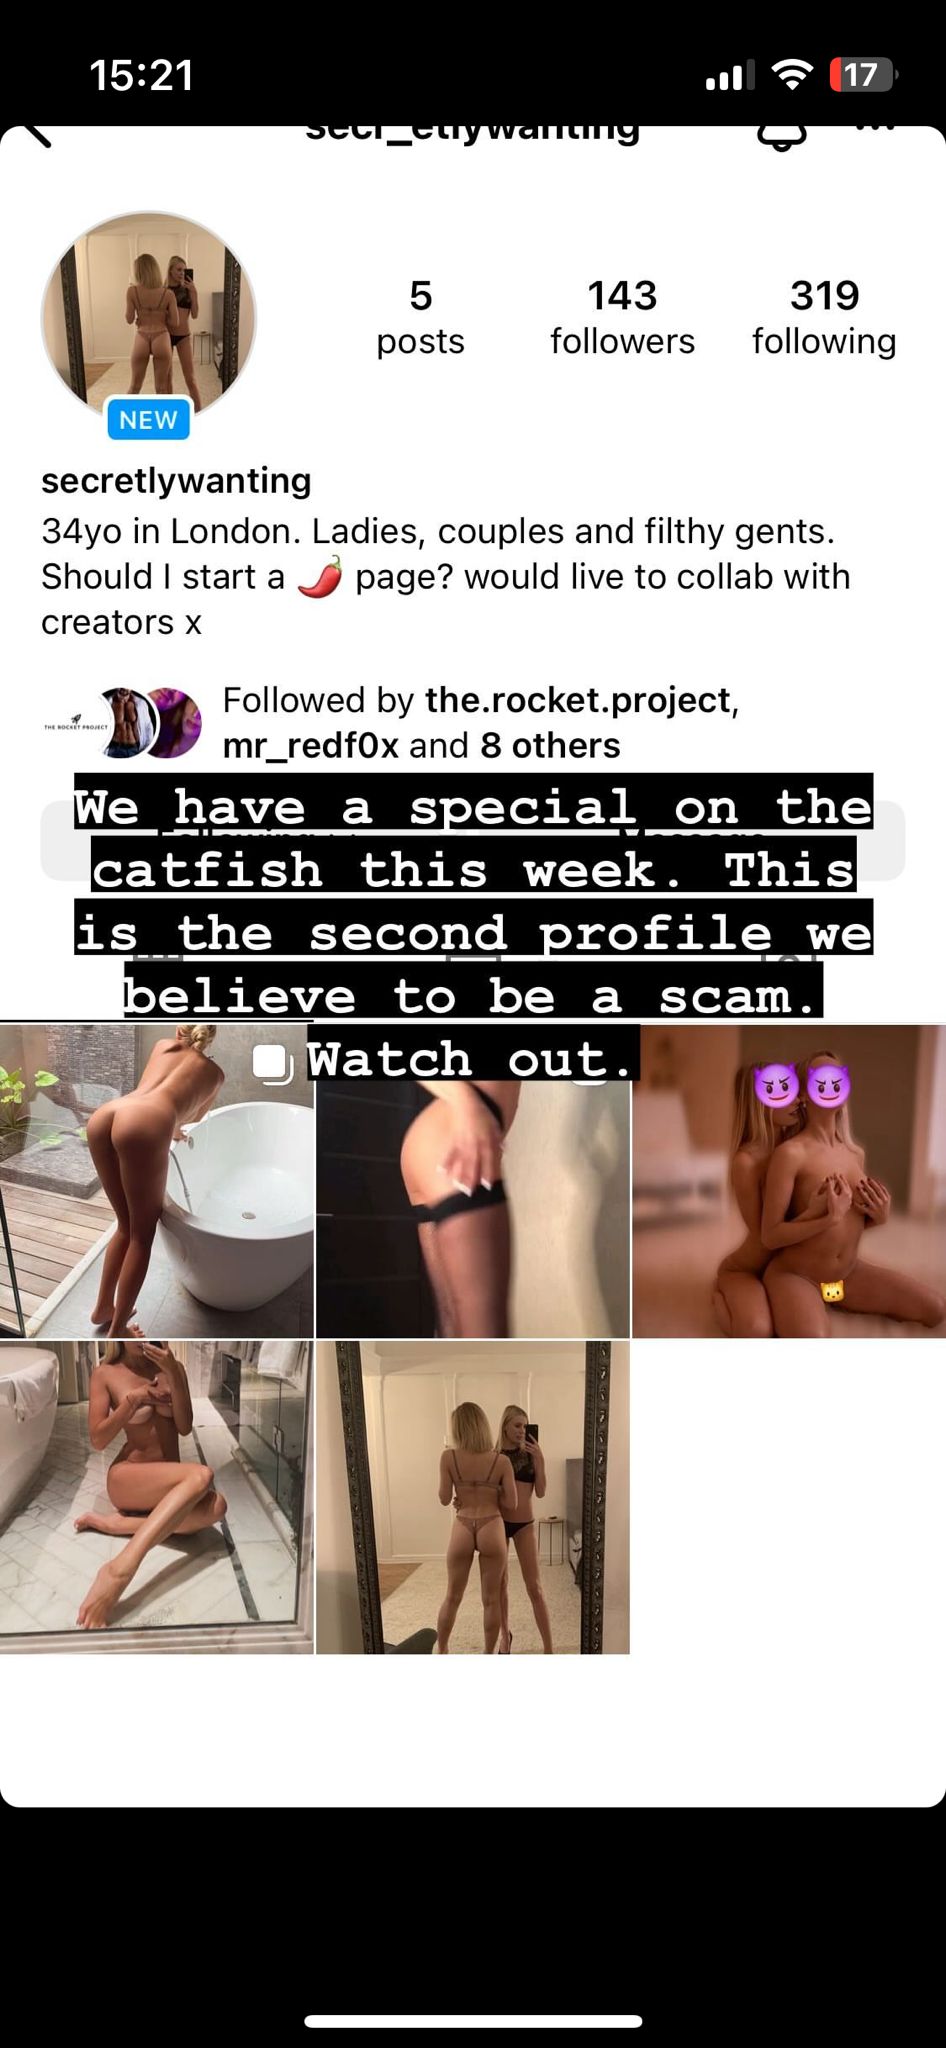 15:21
17
secr_etlywanting
5
143
319
posts
followers
following
NEW
secretlywanting
34yo in London. Ladies, couples and filthy gents.
Should I start a 🌶️ page? would live to collab with
creators x
THE ROCKET PROJECT
Followed by the.rocket.project,
mr_redf0x and 8 others
We have a special on the
catfish this week. This
is the second profile we
believe to be a scam.
Watch out.